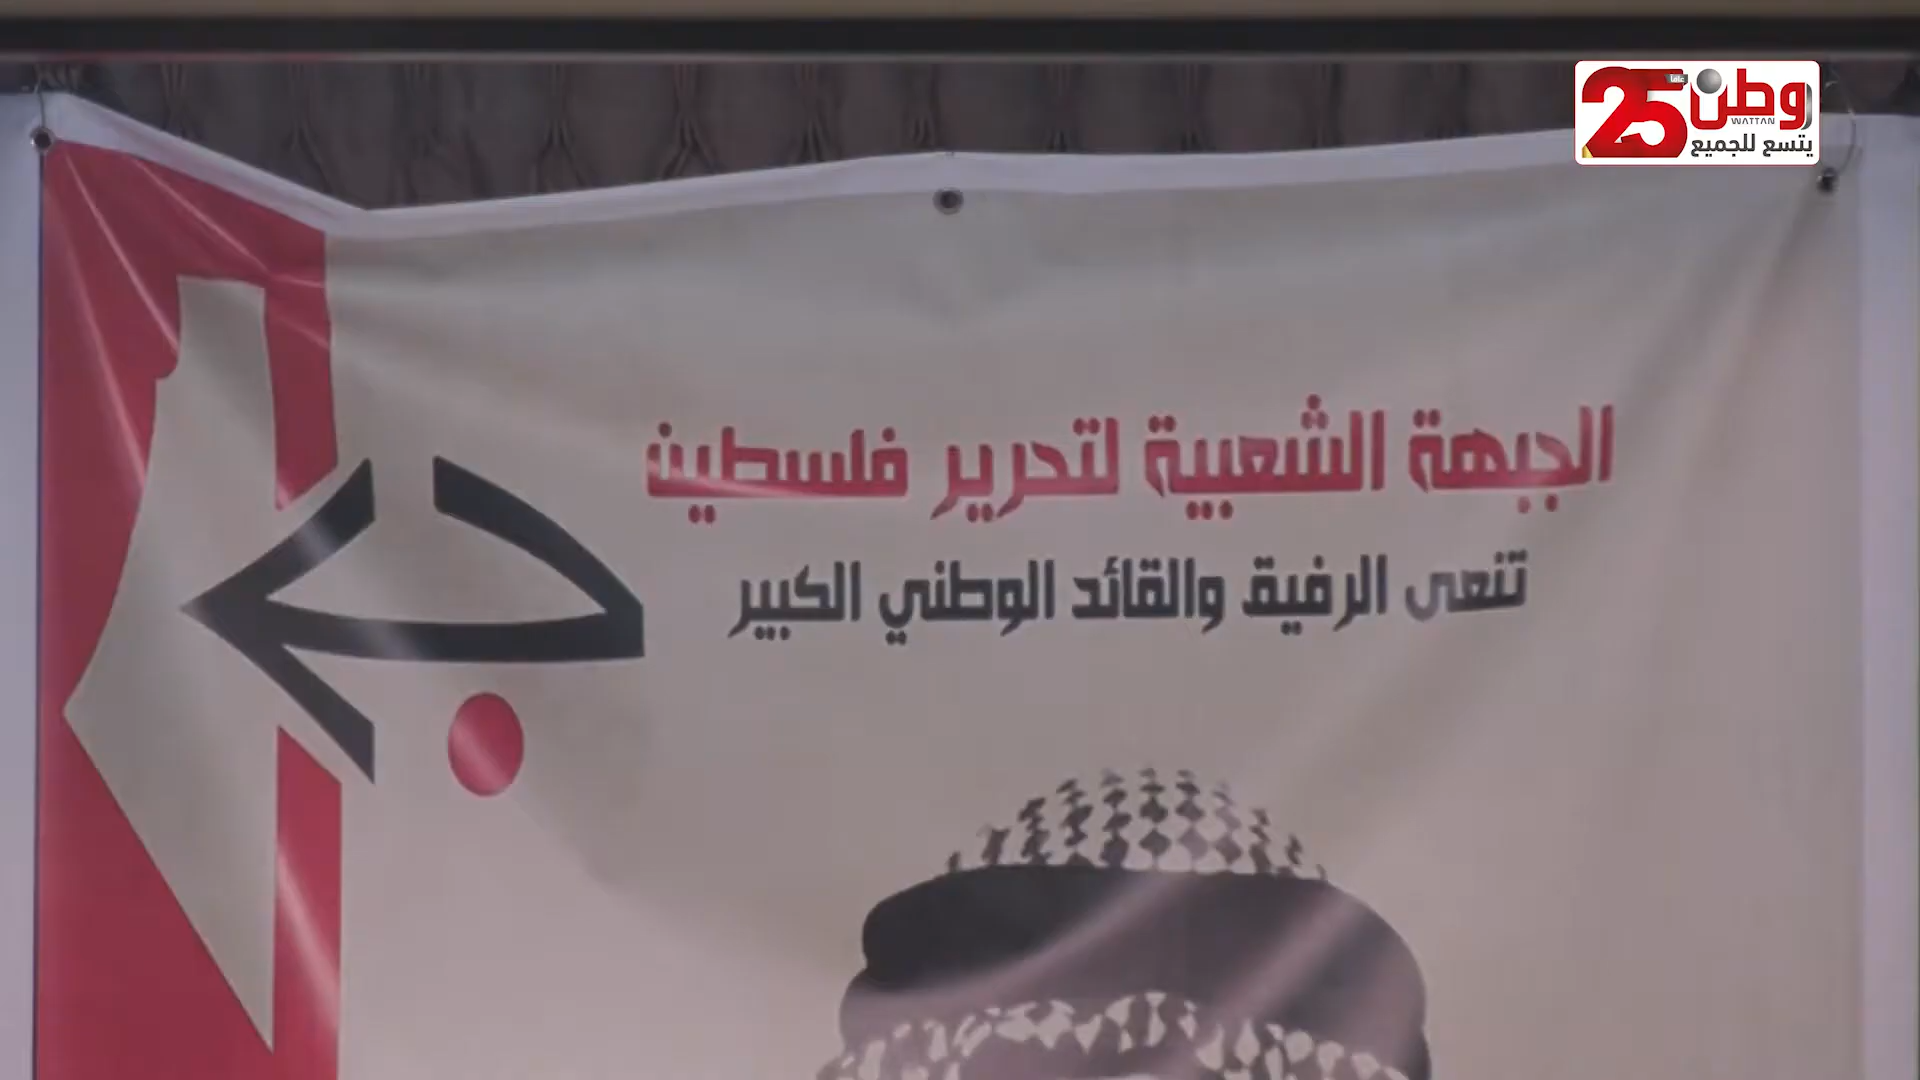 25 عاماً وطن
WATTAN
يتسع للجميع
الجبهة الشعبية لتحرير فلسطين
تنعى الرفيق والقائد الوطني الكبير
ج